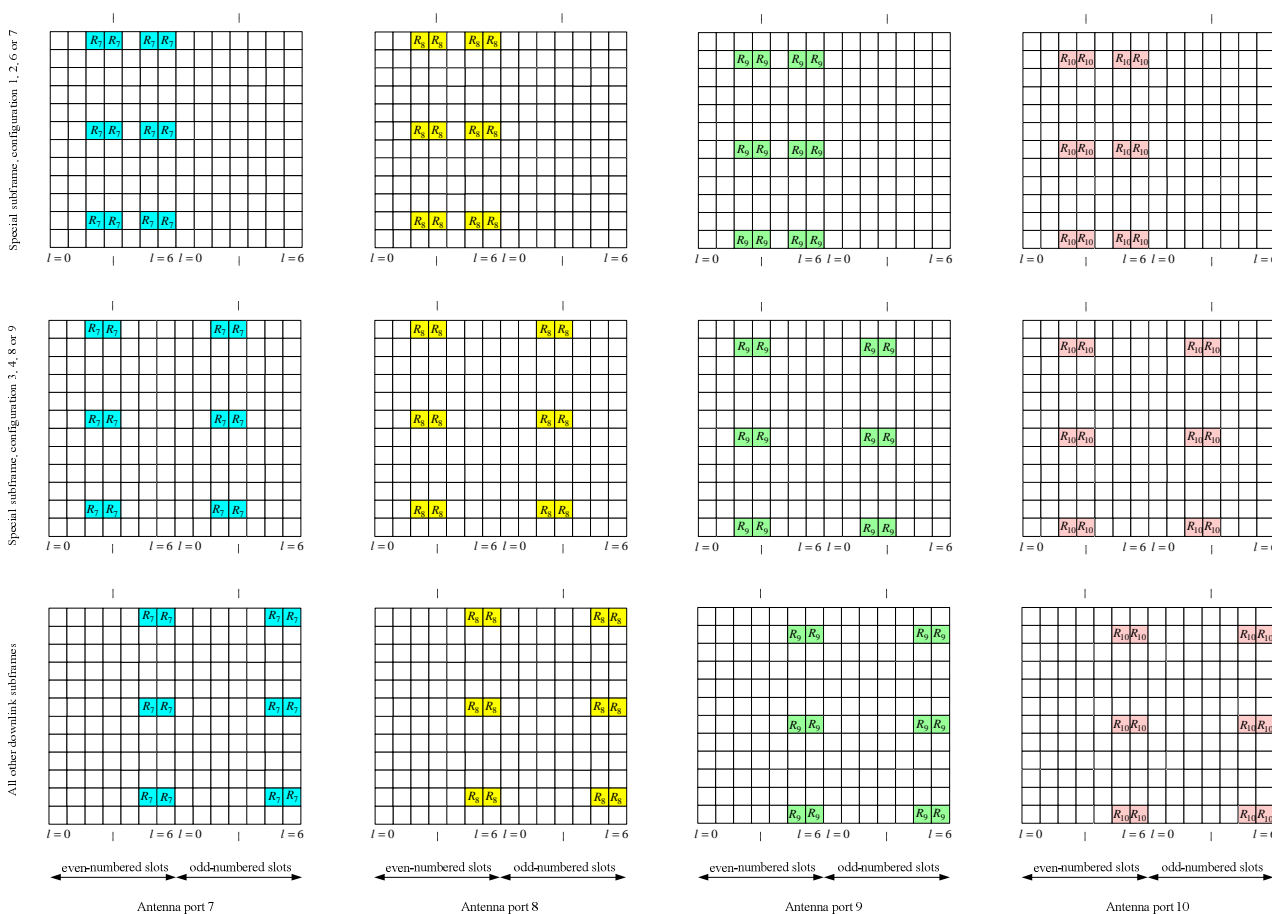 Special subframe, configuration 1, 2, 6 or 7
R7 R7 R7 R7 R8 R8 R8 R8
R9 R9 R9 R9 R10 R10 R10 R10
R7 R7 R7 R7 R8 R8 R8 R8
R9 R9 R9 R9 R10 R10 R10 R10
R7 R7 R7 R7 R8 R8 R8 R8
R9 R9 R9 R9 R10 R10 R10 R10
l = 0 l = 6 l = 0 l = 6 l = 0 l = 6 l = 0 l = 6 l = 0 l = 6 l = 0 l = 6 l = 0 l = 6 l = 0 l = 6
Special subframe, configuration 3, 4, 8 or 9
R7 R7 R7 R7 R8 R8 R8 R8
R9 R9 R9 R9 R10 R10 R10 R10
R7 R7 R7 R7 R8 R8 R8 R8
R9 R9 R9 R9 R10 R10 R10 R10
R7 R7 R7 R7 R8 R8 R8 R8
R9 R9 R9 R9 R10 R10 R10 R10
l = 0 l = 6 l = 0 l = 6 l = 0 l = 6 l = 0 l = 6 l = 0 l = 6 l = 0 l = 6 l = 0 l = 6 l = 0 l = 6
All other downlink subframes
R7 R7 R7 R7 R8 R8 R8 R8
R9 R9 R9 R9 R10 R10 R10 R10
R7 R7 R7 R7 R8 R8 R8 R8
R9 R9 R9 R9 R10 R10 R10 R10
R7 R7 R7 R7 R8 R8 R8 R8
R9 R9 R9 R9 R10 R10 R10 R10
l = 0 l = 6 l = 0 l = 6 l = 0 l = 6 l = 0 l = 6 l = 0 l = 6 l = 0 l = 6 l = 0 l = 6 l = 0 l = 6
even-numbered slots odd-numbered slots even-numbered slots odd-numbered slots even-numbered slots odd-numbered slots even-numbered slots odd-numbered slots
Antenna port 7 Antenna port 8 Antenna port 9 Antenna port 10